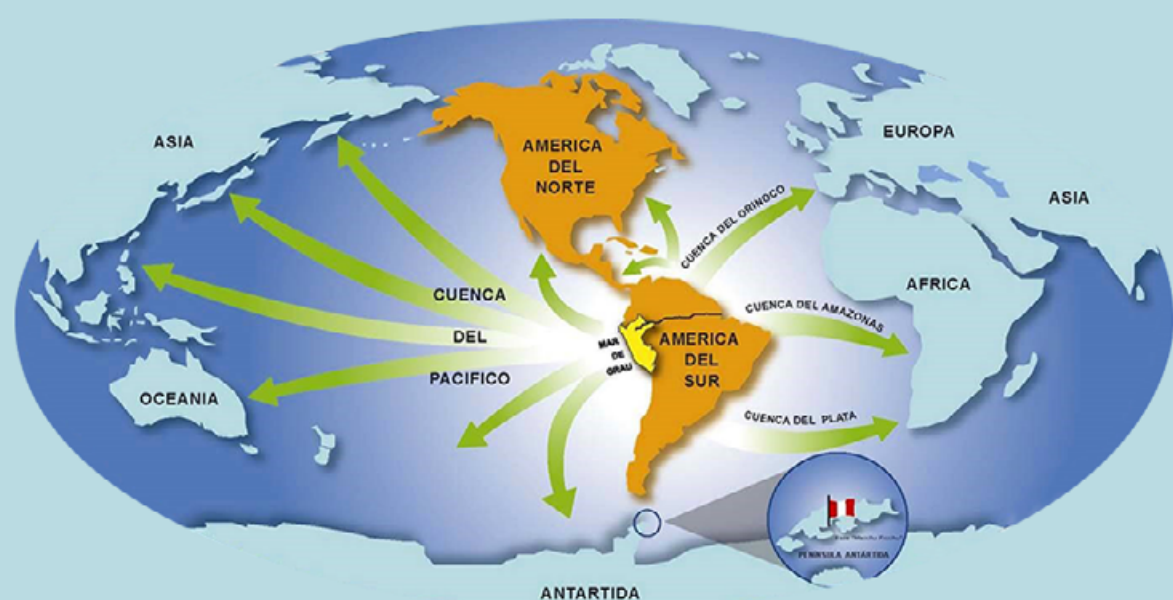 ASIA
AMERICA
DEL
NORTE
EUROPA
ASIA
CUENCA DEL ORINOCO
AFRICA
CUENCA
DEL
PACIFICO
CUENCA DEL AMAZONAS
MAR
DE
GRAU
AMERICA
DEL
SUR
OCEANIA
CUENCA DEL PLATA
PENINSULA ANTARTIDA
ANTARTIDA